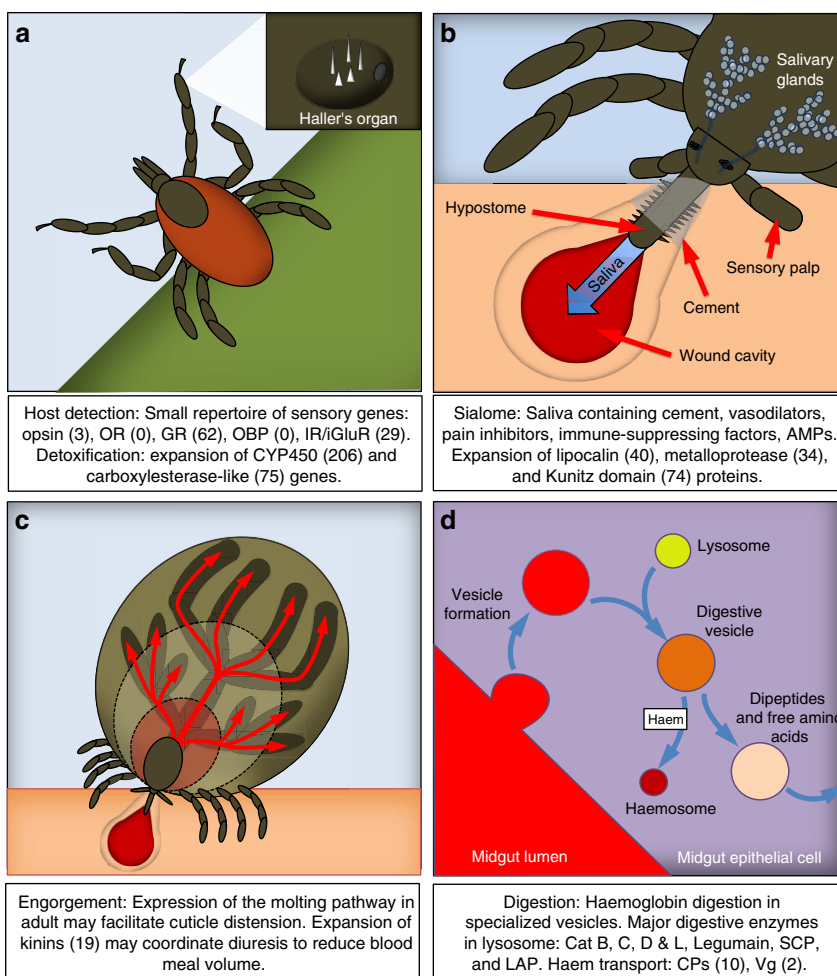 a
Haller's organ
Host detection: Small repertoire of sensory genes:
opsin (3), OR (0), GR (62), OBP (0), IR/iGluR (29).
Detoxification: expansion of CYP450 (206) and
carboxylesterase-like (75) genes.
b
Salivary
glands
Hypostome
Saliva
Sensory palp
Cement
Wound cavity
Sialome: Saliva containing cement, vasodilators,
pain inhibitors, immune-suppressing factors, AMPs.
Expansion of lipocalin (40), metalloprotease (34),
and Kunitz domain (74) proteins.
c
Engorgement: Expression of the molting pathway in
adult may facilitate cuticle distension. Expansion of
kinins (19) may coordinate diuresis to reduce blood
meal volume.
d
Lysosome
Vesicle
formation
Digestive
vesicle
Haem
Dipeptides
and free amino
acids
Haemosome
Midgut lumen
Midgut epithelial cell
Digestion: Haemoglobin digestion in
specialized vesicles. Major digestive enzymes
in lysosome: Cat B, C, D & L, Legumain, SCP,
and LAP. Haem transport: CPs (10), Vg (2).